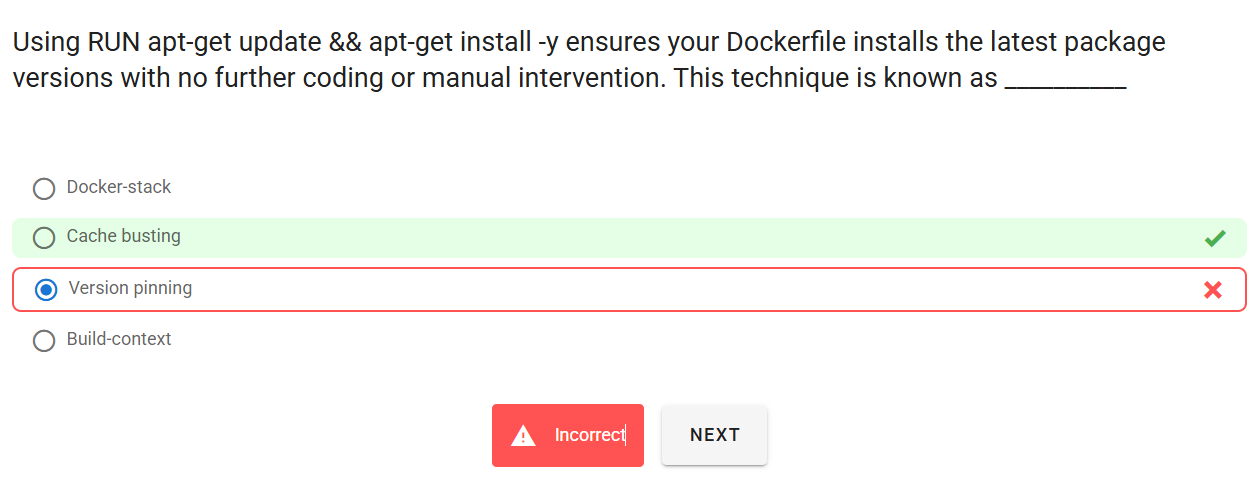 Using RUN apt-get update && apt-get install -y ensures your Dockerfile installs the latest package
versions with no further coding or manual intervention. This technique is known as __________
Docker-stack
Cache busting
Version pinning
Build-context
Incorrect
NEXT